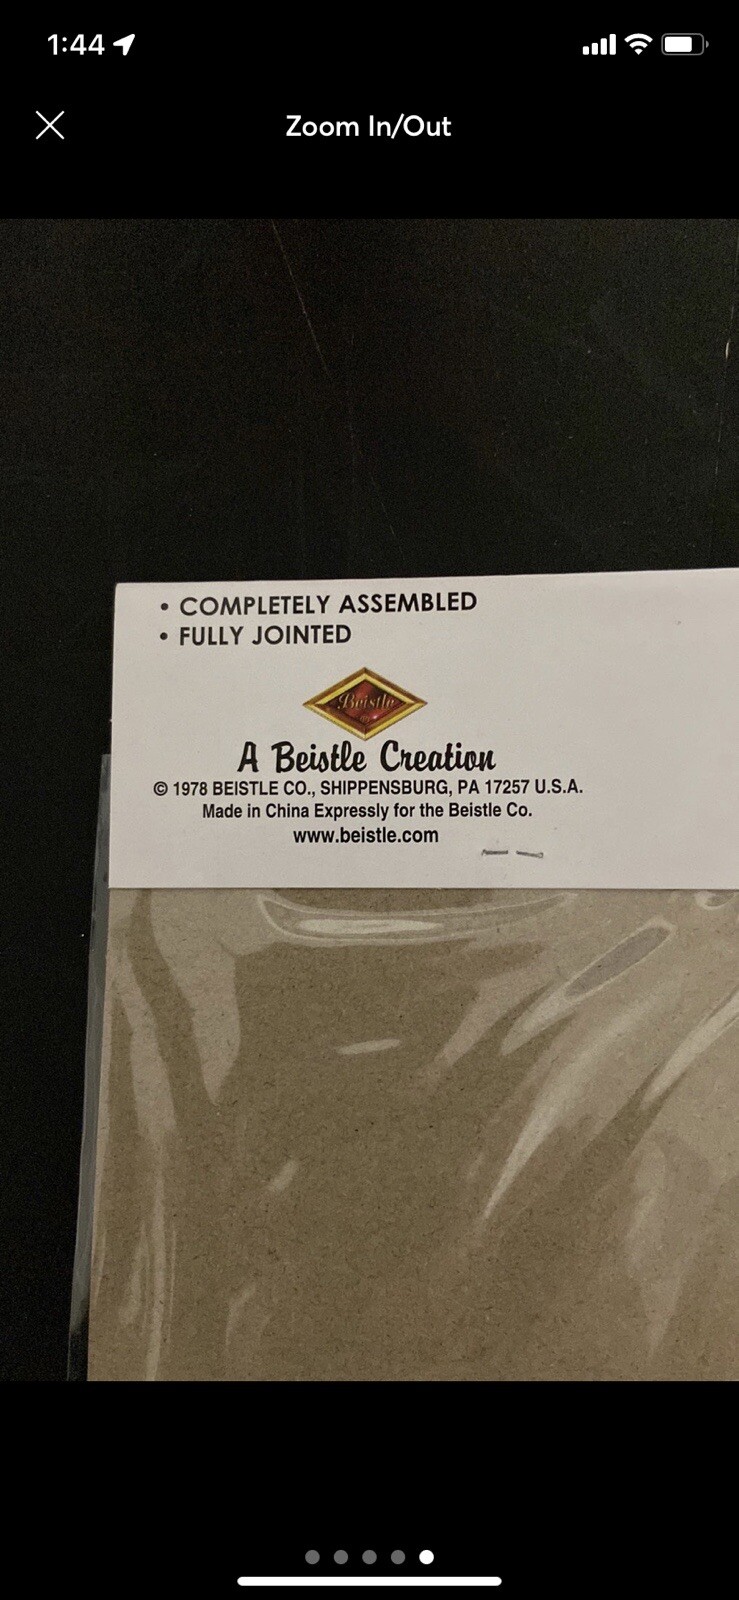 1:44
Zoom In/Out
• COMPLETELY ASSEMBLED
• FULLY JOINTED
Beistle
A Beistle Creation
© 1978 BEISTLE CO., SHIPPENSBURG, PA 17257 U.S.A.
Made in China Expressly for the Beistle Co.
www.beistle.com